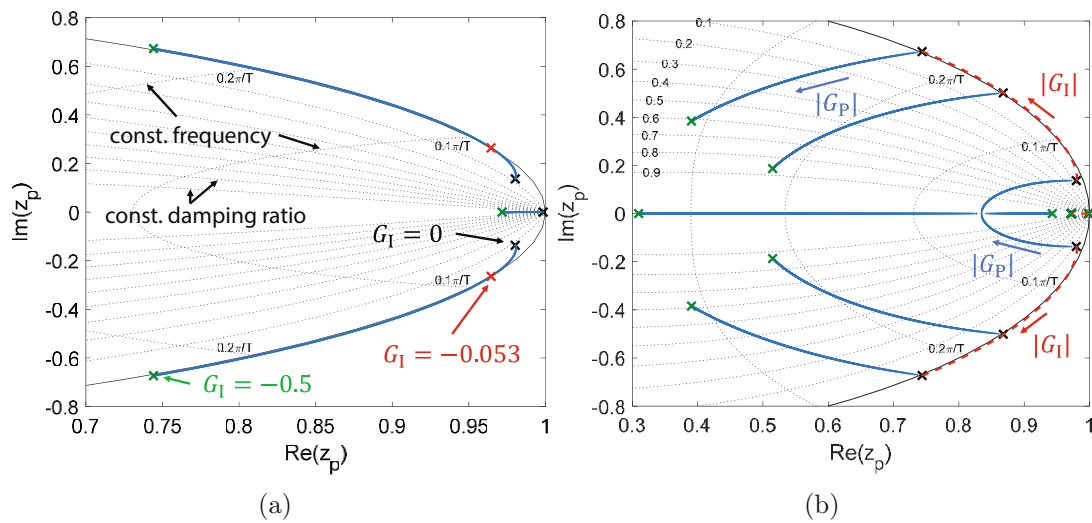 0.8
0.6
0.4
0.2
0
-0.2
-0.4
-0.6
-0.8
Im(z_p)
0.2π/T
0.1π/T
const. frequency
const. damping ratio
G_I = 0
0.1π/T
0.2π/T
G_I = −0.053
G_I = −0.5
0.7
0.75
0.8
0.85
0.9
0.95
1
Re(z_p)
(a)
0.8
0.6
0.4
0.2
0
-0.2
-0.4
-0.6
-0.8
Im(z_p)
0.1
0.2
0.3
0.4
0.5
0.6
0.7
0.8
0.9
|G_P|
0.2π/T
|G_I|
0.1π/T
|G_P|
0.1π/T
0.2π/T
|G_I|
0.3
0.4
0.5
0.6
0.7
0.8
0.9
1
Re(z_p)
(b)